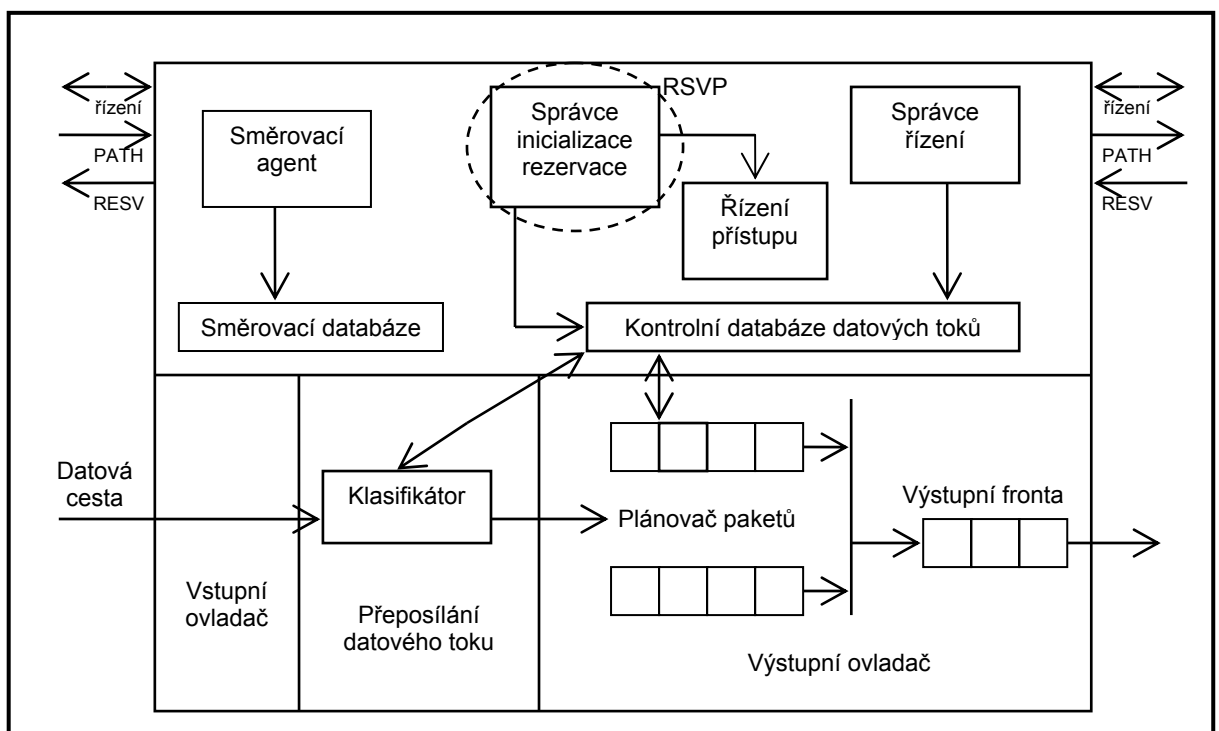 řízení
PATH
RESV
Směrovací
agent
Správce
inicializace
rezervace
RSVP
Řízení
přístupu
Správce
řízení
řízení
PATH
RESV
Směrovací databáze
Kontrolní databáze datových toků
Datová
cesta
Klasifikátor
Plánovač paketů
Výstupní fronta
Vstupní
ovladač
Přeposílání
datového toku
Výstupní ovladač